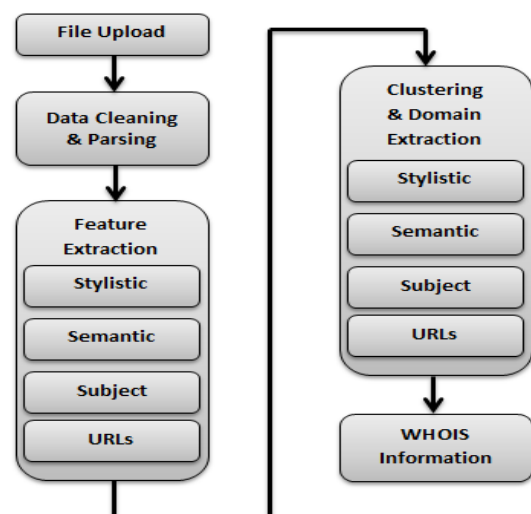 File Upload
Data Cleaning
& Parsing
Feature
Extraction
Stylistic
Semantic
Subject
URLs
Clustering
& Domain
Extraction
Stylistic
Semantic
Subject
URLs
WHOIS
Information